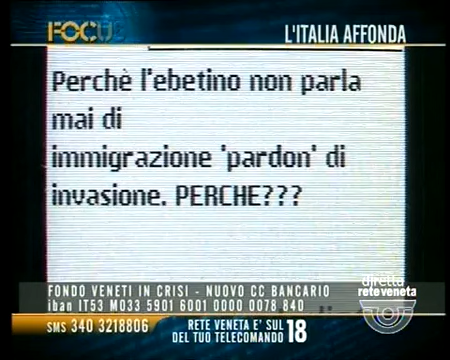 FOCUS
L'ITALIA AFFONDA
Perchè l'ebetino non parla
mai di
immigrazione 'pardon' di
invasione. PERCHE???
diretta
reteveneta
FONDO VENETI IN CRISI - NUOVO CC BANCARIO
iban IT53 M033 5901 6001 0000 0078 840
SMS 340 3218806
RETE VENETA E' SUL
DEL TUO TELECOMANDO
18